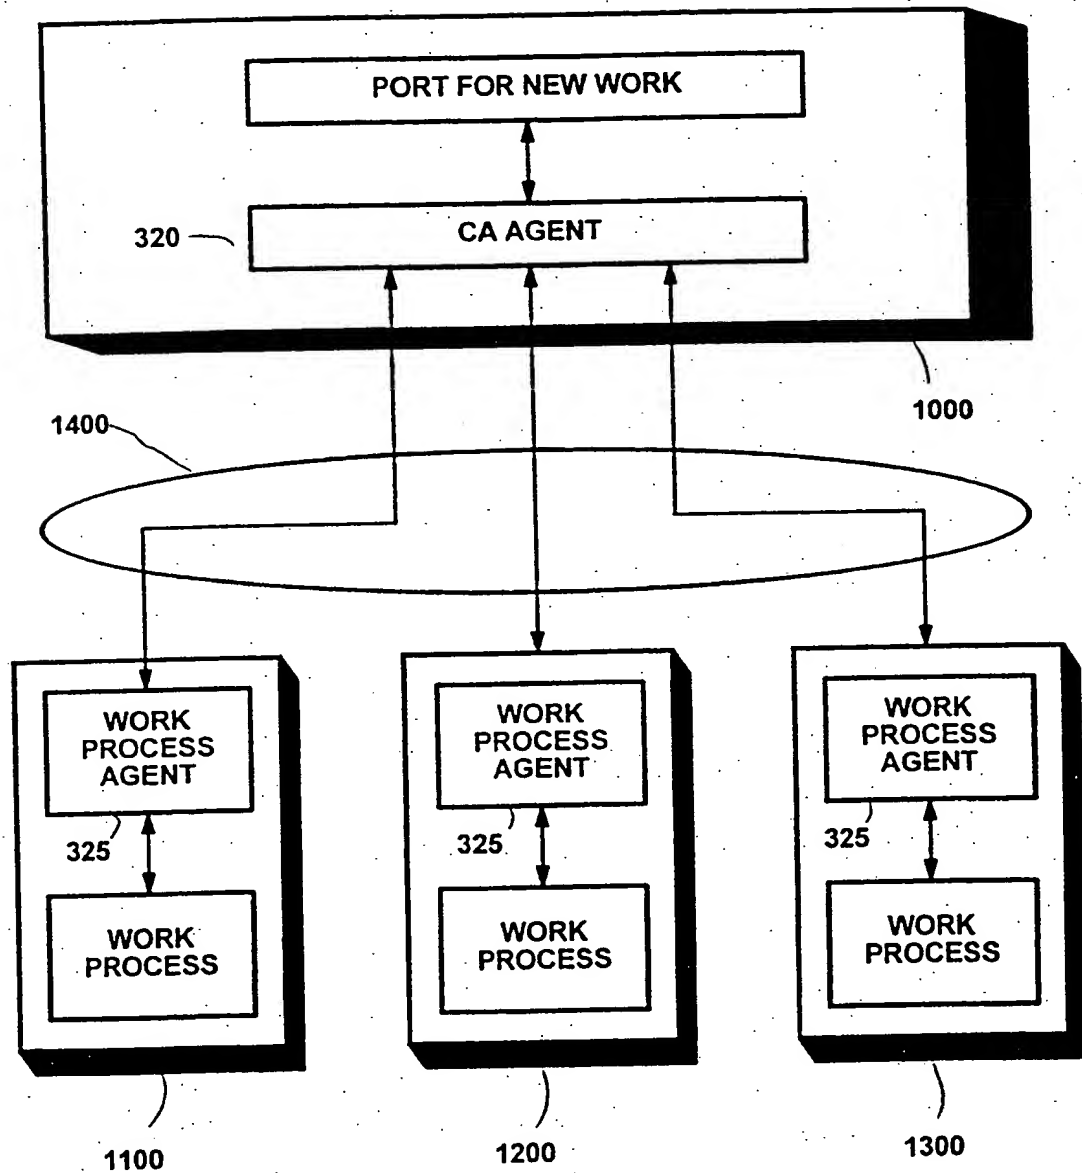 PORT FOR NEW WORK
320
CA AGENT
1000
1400
WORK
PROCESS
AGENT
325
WORK
PROCESS
1100
WORK
PROCESS
AGENT
325
WORK
PROCESS
1200
WORK
PROCESS
AGENT
325
WORK
PROCESS
1300